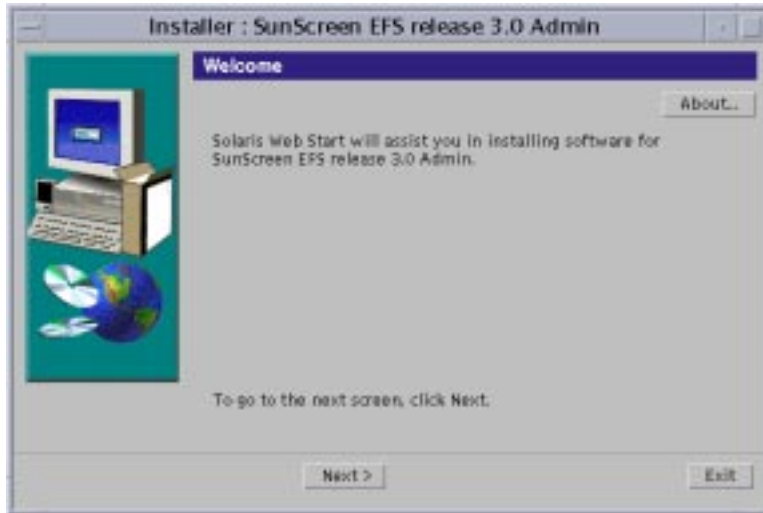 Installer : SunScreen EFS release 3.0 Admin
Welcome
About...
Solaris Web Start will assist you in installing software for
SunScreen EFS release 3.0 Admin.
To go to the next screen, click Next.
Next >
Exit